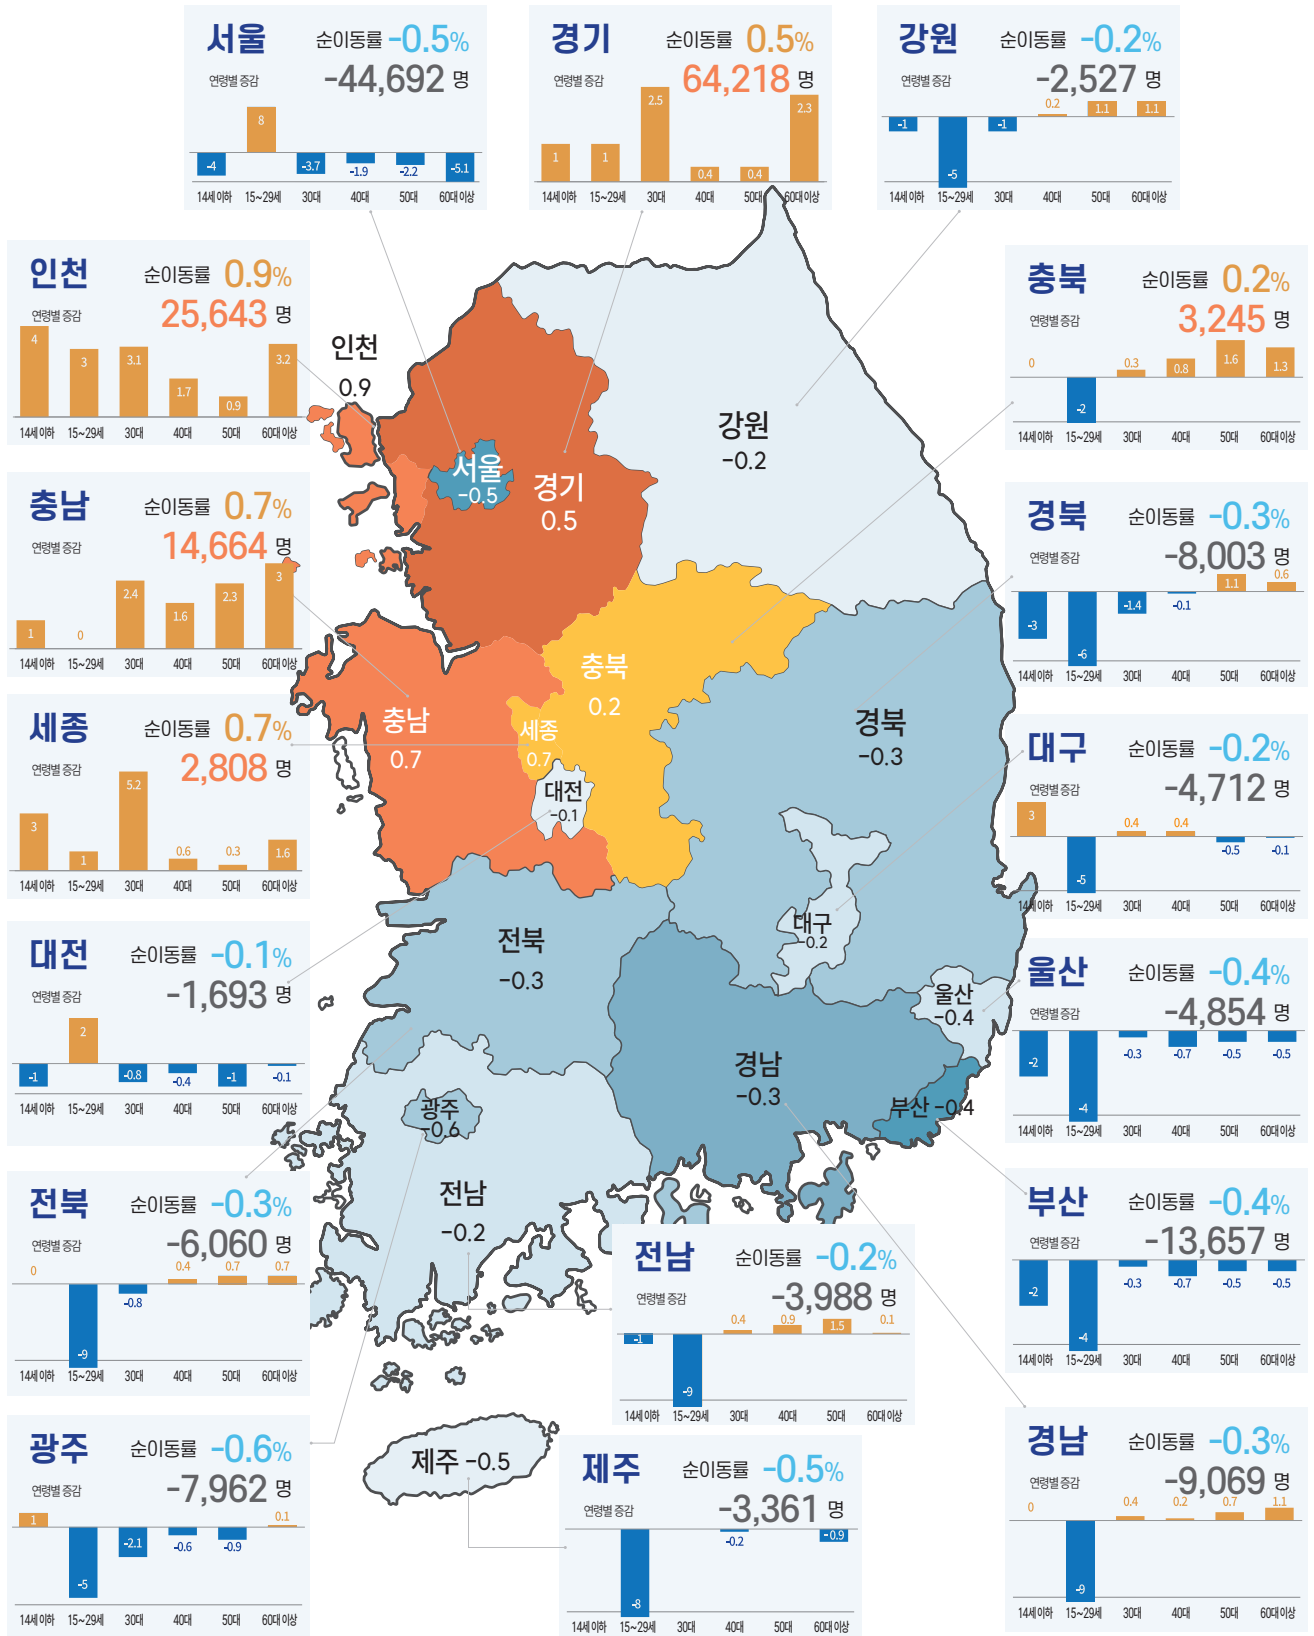 서울 순이동률 -0.5%
연령별 증감 -44,692 명
-4 8 -3.7 -1.9 -2.2 -5.1
14세 이하 15~29세 30대 40대 50대 60대 이상
경기 순이동률 0.5%
연령별 증감 64,218 명
1 1 2.5 0.4 0.4 2.3
14세 이하 15~29세 30대 40대 50대 60대 이상
강원 순이동률 -0.2%
연령별 증감 -2,527 명
-1 -5 -1 0.2 1.1 1.1
14세 이하 15~29세 30대 40대 50대 60대 이상
인천 순이동률 0.9%
연령별 증감 25,643 명
4 3 3.1 1.7 0.9 3.2
14세 이하 15~29세 30대 40대 50대 60대 이상
충북 순이동률 0.2%
연령별 증감 3,245 명
0 -2 0.3 0.8 1.6 1.3
14세 이하 15~29세 30대 40대 50대 60대 이상
충남 순이동률 0.7%
연령별 증감 14,664 명
1 0 2.4 1.6 2.3 3
14세 이하 15~29세 30대 40대 50대 60대 이상
경북 순이동률 -0.3%
연령별 증감 -8,003 명
-3 -6 -1.4 -0.1 1.1 0.6
14세 이하 15~29세 30대 40대 50대 60대 이상
세종 순이동률 0.7%
연령별 증감 2,808 명
3 1 5.2 0.6 0.3 1.6
14세 이하 15~29세 30대 40대 50대 60대 이상
대구 순이동률 -0.2%
연령별 증감 -4,712 명
3 -5 0.4 0.4 -0.5 -0.1
14세 이하 15~29세 30대 40대 50대 60대 이상
대전 순이동률 -0.1%
연령별 증감 -1,693 명
-1 2 -0.8 -0.4 -1 -0.1
14세 이하 15~29세 30대 40대 50대 60대 이상
울산 순이동률 -0.4%
연령별 증감 -4,854 명
-2 -4 -0.3 -0.7 -0.5 -0.5
14세 이하 15~29세 30대 40대 50대 60대 이상
전북 순이동률 -0.3%
연령별 증감 -6,060 명
0 -9 -0.8 0.4 0.7 0.7
14세 이하 15~29세 30대 40대 50대 60대 이상
부산 순이동률 -0.4%
연령별 증감 -13,657 명
-2 -4 -0.3 -0.7 -0.5 -0.5
14세 이하 15~29세 30대 40대 50대 60대 이상
전남 순이동률 -0.2%
연령별 증감 -3,988 명
-1 -9 0.4 0.9 1.5 0.1
14세 이하 15~29세 30대 40대 50대 60대 이상
광주 순이동률 -0.6%
연령별 증감 -7,962 명
1 -5 -2.1 -0.6 -0.9 0.1
14세 이하 15~29세 30대 40대 50대 60대 이상
제주 순이동률 -0.5%
연령별 증감 -3,361 명
-8 -0.2 -0.9
14세 이하 15~29세 30대 40대 50대 60대 이상
경남 순이동률 -0.3%
연령별 증감 -9,069 명
0 -9 0.4 0.2 0.7 1.1
14세 이하 15~29세 30대 40대 50대 60대 이상
인천
0.9
강원
-0.2
서울
-0.5
경기
0.5
충북
0.2
충남
0.7
세종
0.7
경북
-0.3
대전
-0.1
대구
-0.2
전북
-0.3
울산
-0.4
경남
-0.3
부산 -0.4
광주
-0.6
전남
-0.2
제주 -0.5